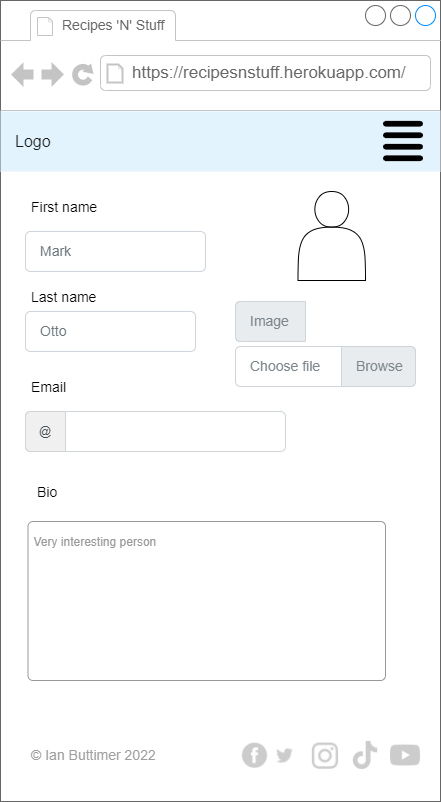 Recipes 'N' Stuff
https://recipesnstuff.herokuapp.com/
Logo
First name
Mark
Last name
Otto
Image
Choose file
Browse
Email
@
Bio
Very interesting person
© Ian Buttimer 2022